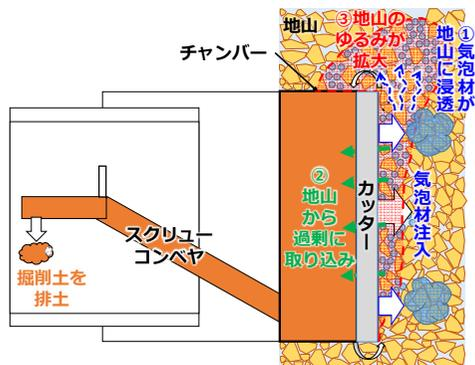 地山
チャンバー
③地山の
ゆるみが
拡大
①気泡材が
地山に浸透
②
地山
から
過剰に
取り込み
カッター
気泡材注入
スクリュー
コンベヤ
掘削土を
排土